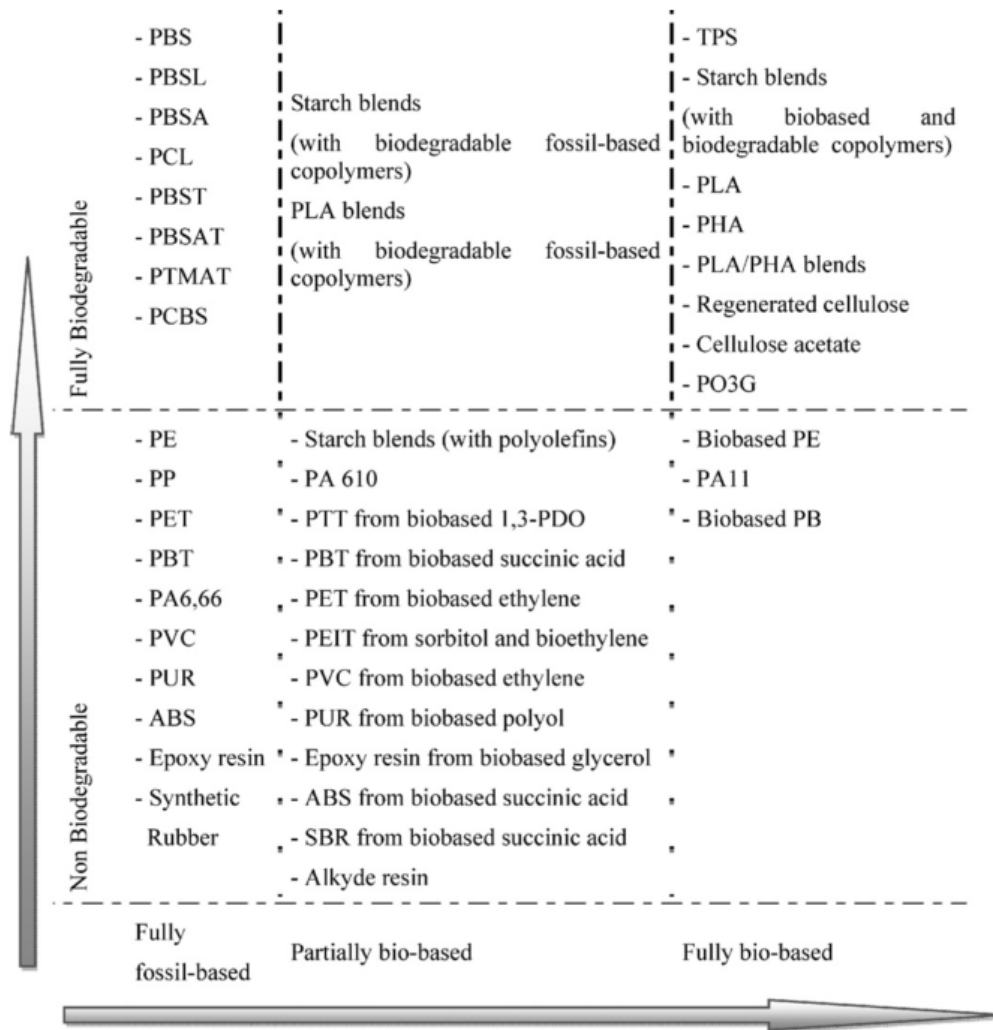 - PBS
- PBSL
- PBSA
- PCL
- PBST
- PBSAT
- PTMAT
- PCBS
Starch blends
(with biodegradable fossil-based
copolymers)
PLA blends
(with biodegradable fossil-based
copolymers)
- TPS
- Starch blends
(with biobased and
biodegradable copolymers)
- PLA
- PHA
- PLA/PHA blends
- Regenerated cellulose
- Cellulose acetate
- PO3G
Fully Biodegradable
- PE
- PP
- PET
- PBT
- PA6,66
- PVC
- PUR
- ABS
- Epoxy resin
- Synthetic
Rubber
- Starch blends (with polyolefins)
- PA 610
- PTT from biobased 1,3-PDO
- PBT from biobased succinic acid
- PET from biobased ethylene
- PEIT from sorbitol and bioethylene
- PVC from biobased ethylene
- PUR from biobased polyol
- Epoxy resin from biobased glycerol
- ABS from biobased succinic acid
- SBR from biobased succinic acid
- Alkyde resin
- Biobased PE
- PA11
- Biobased PB
Non Biodegradable
Fully
fossil-based
Partially bio-based
Fully bio-based